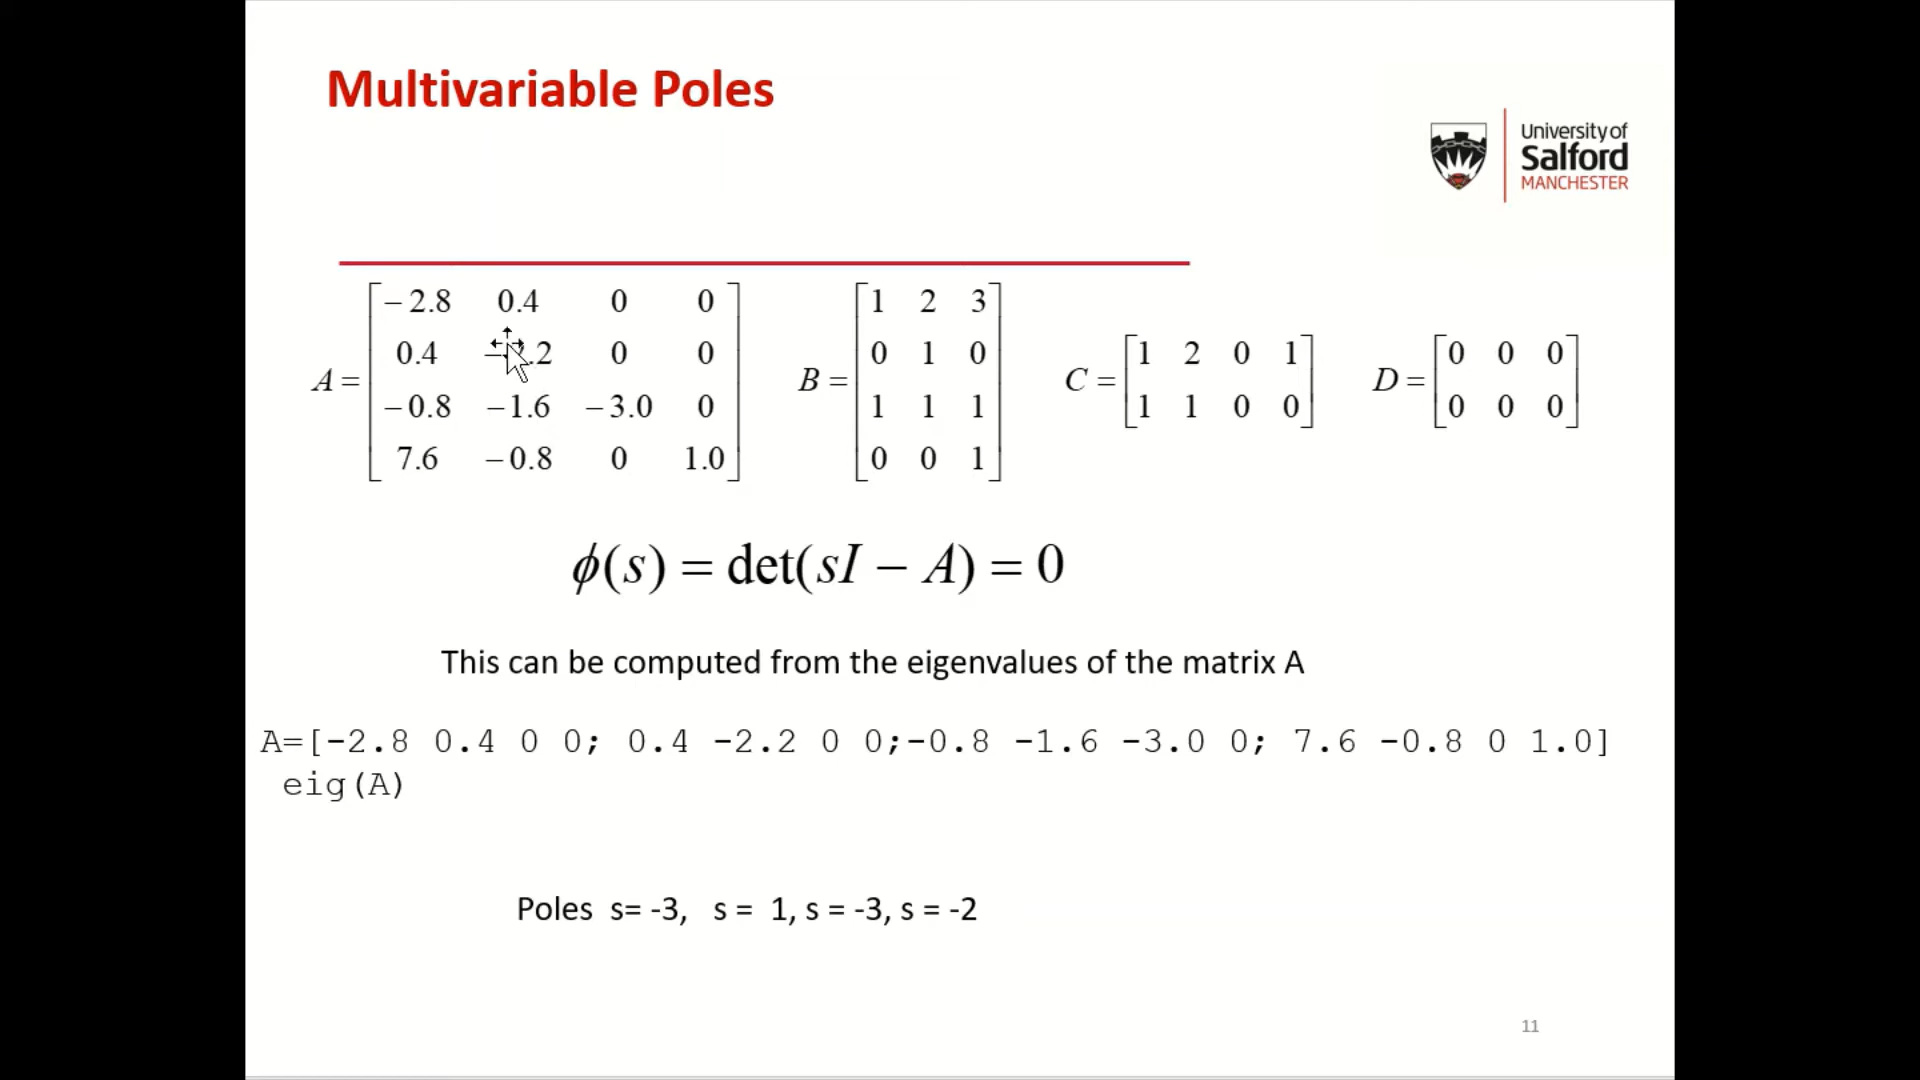 Multivariable Poles
University of
Salford
MANCHESTER
A = [ -2.8 0.4 0 0
0.4 .2 0 0
-0.8 -1.6 -3.0 0
7.6 -0.8 0 1.0 ]
B = [ 1 2 3
0 1 0
1 1 1
0 0 1 ]
C = [ 1 2 0 1
1 1 0 0 ]
D = [ 0 0 0
0 0 0 ]
ϕ(s) = det(sI − A) = 0
This can be computed from the eigenvalues of the matrix A
A=[-2.8 0.4 0 0; 0.4 -2.2 0 0;-0.8 -1.6 -3.0 0; 7.6 -0.8 0 1.0]
eig(A)
Poles s= -3, s = 1, s = -3, s = -2
11